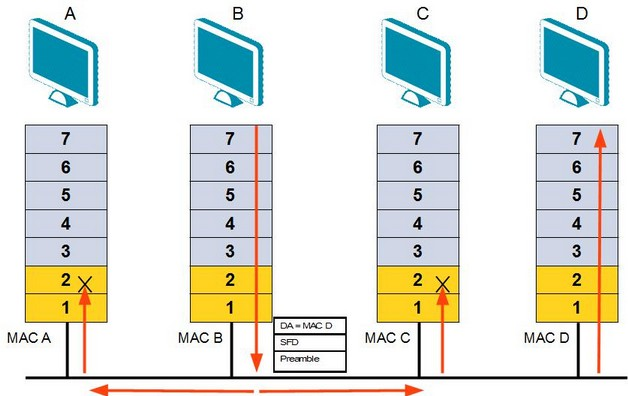 A B C D
7 7 7 7
6 6 6 6
5 5 5 5
4 4 4 4
3 3 3 3
2 2 2 2
1 1 1 1
MAC A MAC B MAC C MAC D
DA = MAC D
SFD
Preamble